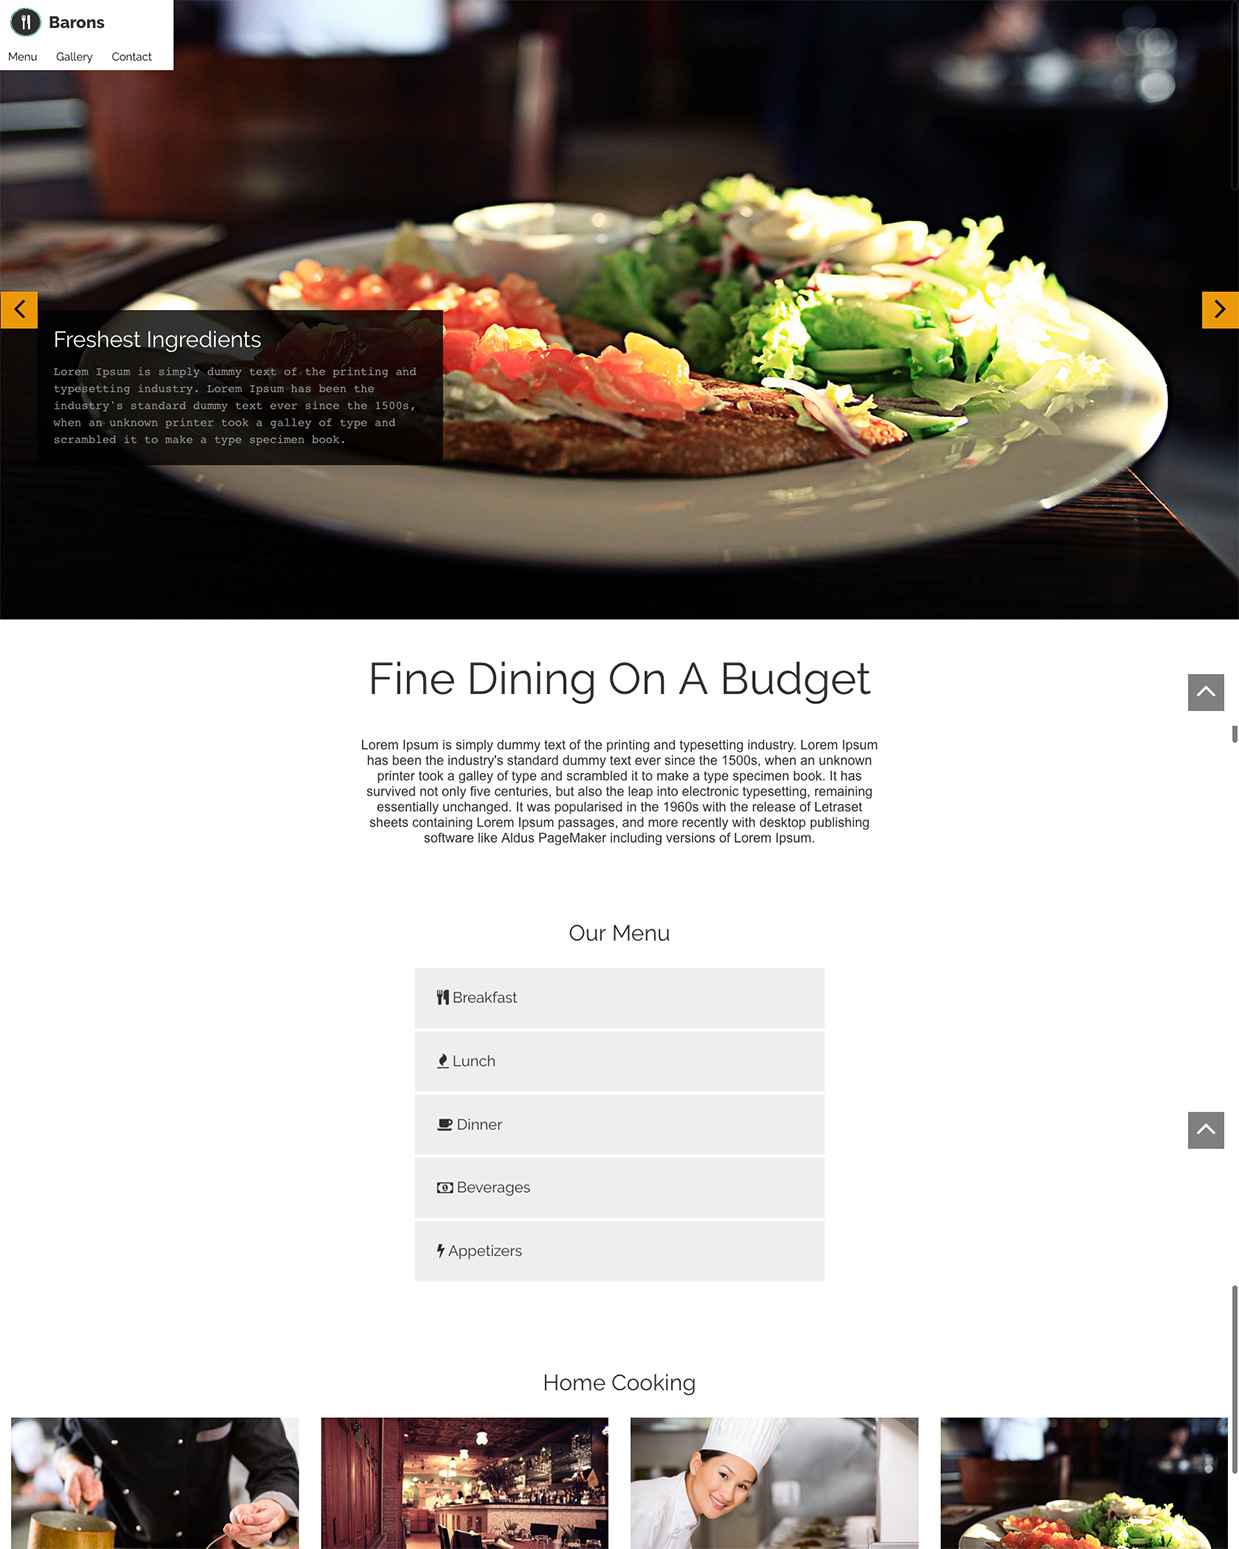 Barons
Menu Gallery Contact
Freshest Ingredients
Lorem Ipsum is simply dummy text of the printing and
typesetting industry. Lorem Ipsum has been the
industry's standard dummy text ever since the 1500s,
when an unknown printer took a galley of type and
scrambled it to make a type specimen book.
Fine Dining On A Budget
Lorem Ipsum is simply dummy text of the printing and typesetting industry. Lorem Ipsum
has been the industry's standard dummy text ever since the 1500s, when an unknown
printer took a galley of type and scrambled it to make a type specimen book. It has
survived not only five centuries, but also the leap into electronic typesetting, remaining
essentially unchanged. It was popularised in the 1960s with the release of Letraset
sheets containing Lorem Ipsum passages, and more recently with desktop publishing
software like Aldus PageMaker including versions of Lorem Ipsum.
Our Menu
Breakfast
Lunch
Dinner
Beverages
Appetizers
Home Cooking